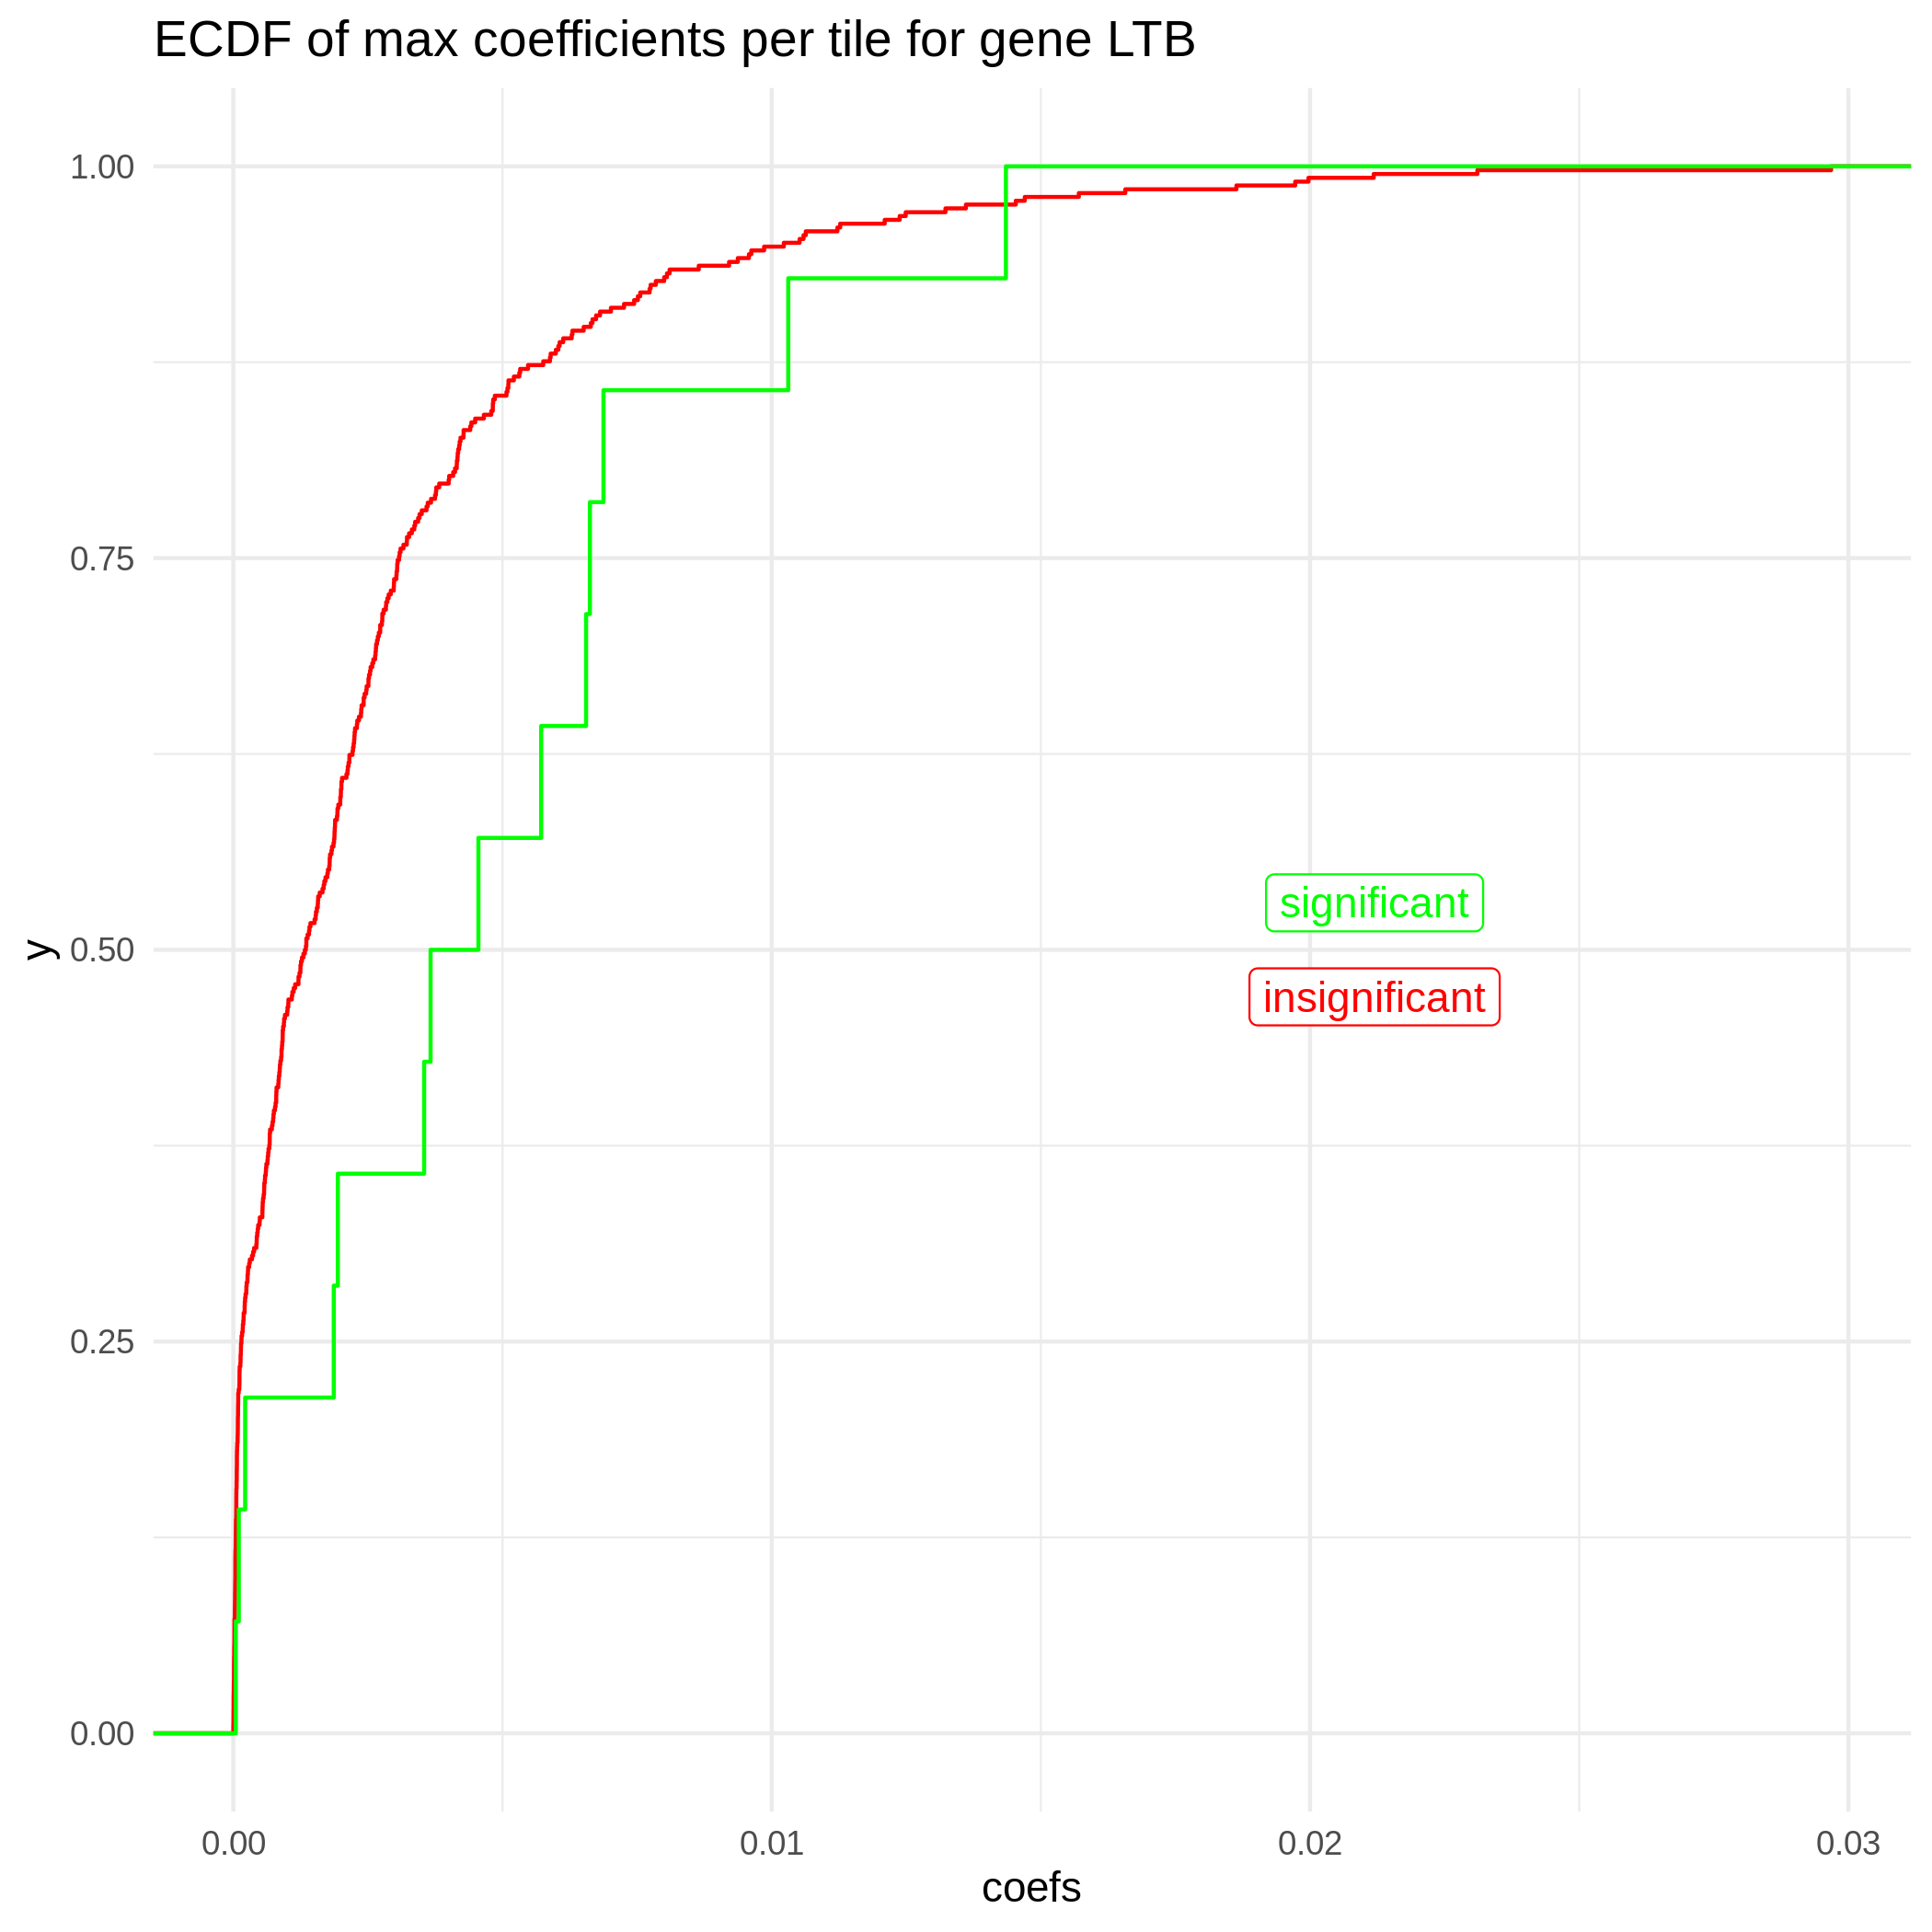 ECDF of max coefficients per tile for gene LTB
1.00
0.75
0.50
0.25
0.00
y
significant
insignificant
0.00
0.01
0.02
0.03
coefs